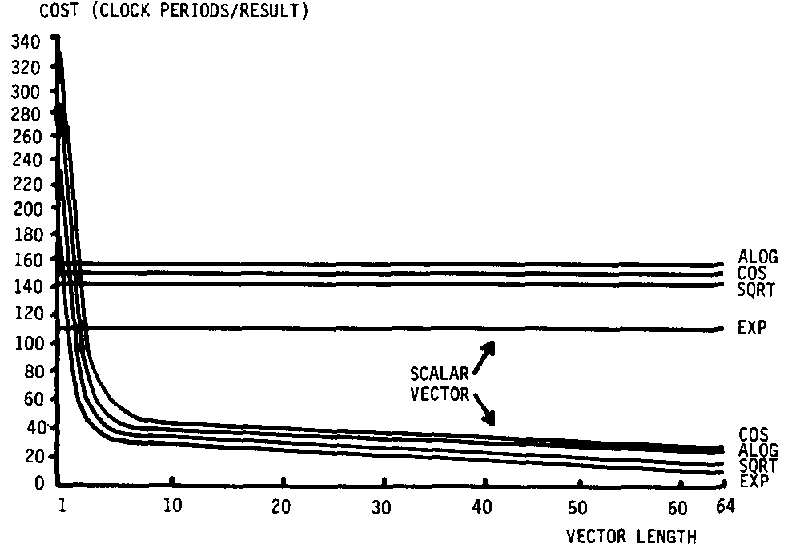 COST (CLOCK PERIODS/RESULT)
340
320
300
280
260
240
220
200
180
160
140
120
100
80
60
40
20
0
ALOG
COS
SQRT
EXP
SCALAR
VECTOR
COS
ALOG
SQRT
EXP
1 10 20 30 40 50 60 64
VECTOR LENGTH